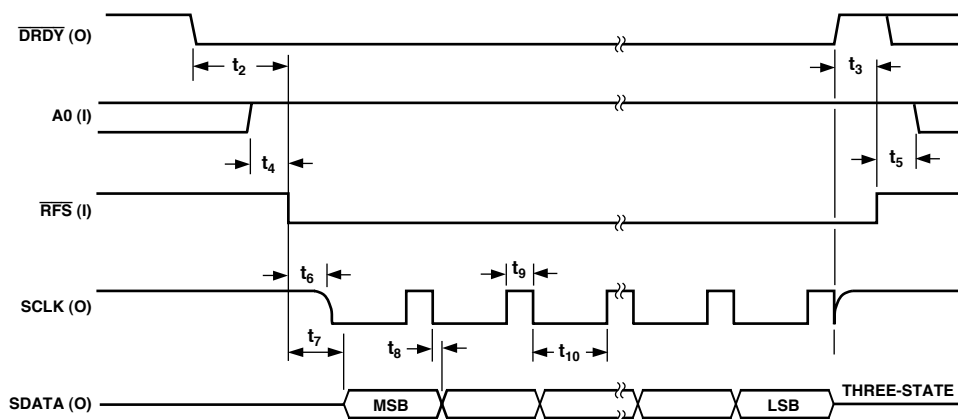 DRDY (O)
t2
t3
A0 (I)
t4
t5
RFS (I)
t6
t9
SCLK (O)
t7
t8
t10
SDATA (O)
MSB
LSB
THREE-STATE